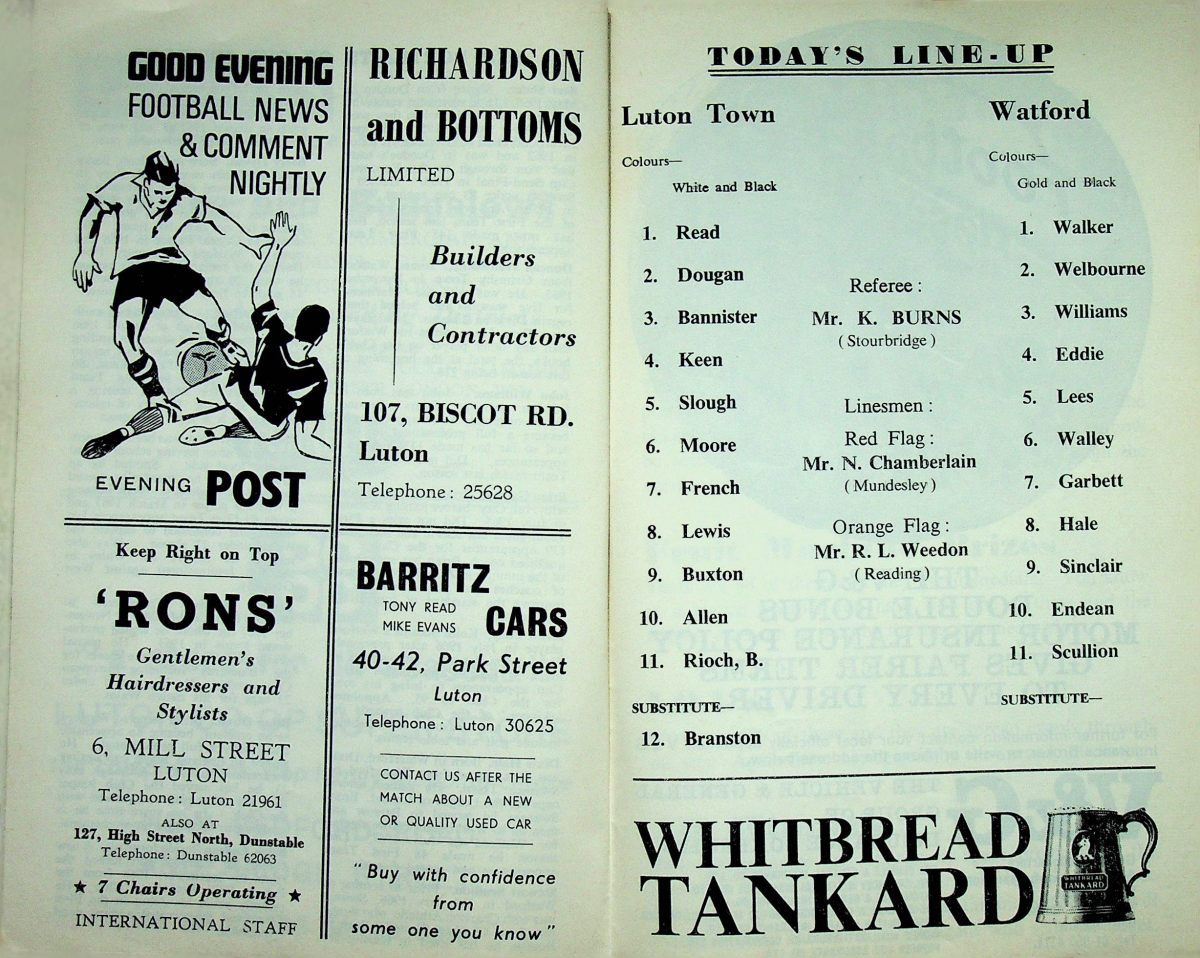 GOOD EVENING
FOOTBALL NEWS
& COMMENT
NIGHTLY
EVENING POST
RICHARDSON
and BOTTOMS
LIMITED
Builders
and
Contractors
107, BISCOT RD.
Luton
Telephone: 25628
Keep Right on Top
'RONS'
Gentlemen's
Hairdressers and
Stylists
6, MILL STREET
LUTON
Telephone: Luton 21961
ALSO AT
127, High Street North, Dunstable
Telephone: Dunstable 62063
★ 7 Chairs Operating ★
INTERNATIONAL STAFF
BARRITZ
TONY READ
MIKE EVANS
CARS
40-42, Park Street
Luton
Telephone: Luton 30625
CONTACT US AFTER THE
MATCH ABOUT A NEW
OR QUALITY USED CAR
"Buy with confidence
from
some one you know"
TODAY'S LINE-UP
Luton Town
Colours—
White and Black
1. Read
2. Dougan
3. Bannister
4. Keen
5. Slough
6. Moore
7. French
8. Lewis
9. Buxton
10. Allen
11. Rioch, B.
SUBSTITUTE—
12. Branston
Referee:
Mr. K. BURNS
(Stourbridge)
Linesmen:
Red Flag:
Mr. N. Chamberlain
(Mundesley)
Orange Flag:
Mr. R. L. Weedon
(Reading)
Watford
Colours—
Gold and Black
1. Walker
2. Welbourne
3. Williams
4. Eddie
5. Lees
6. Walley
7. Garbett
8. Hale
9. Sinclair
10. Endean
11. Scullion
SUBSTITUTE—
WHITBREAD
TANKARD
WHITBREAD
TANKARD